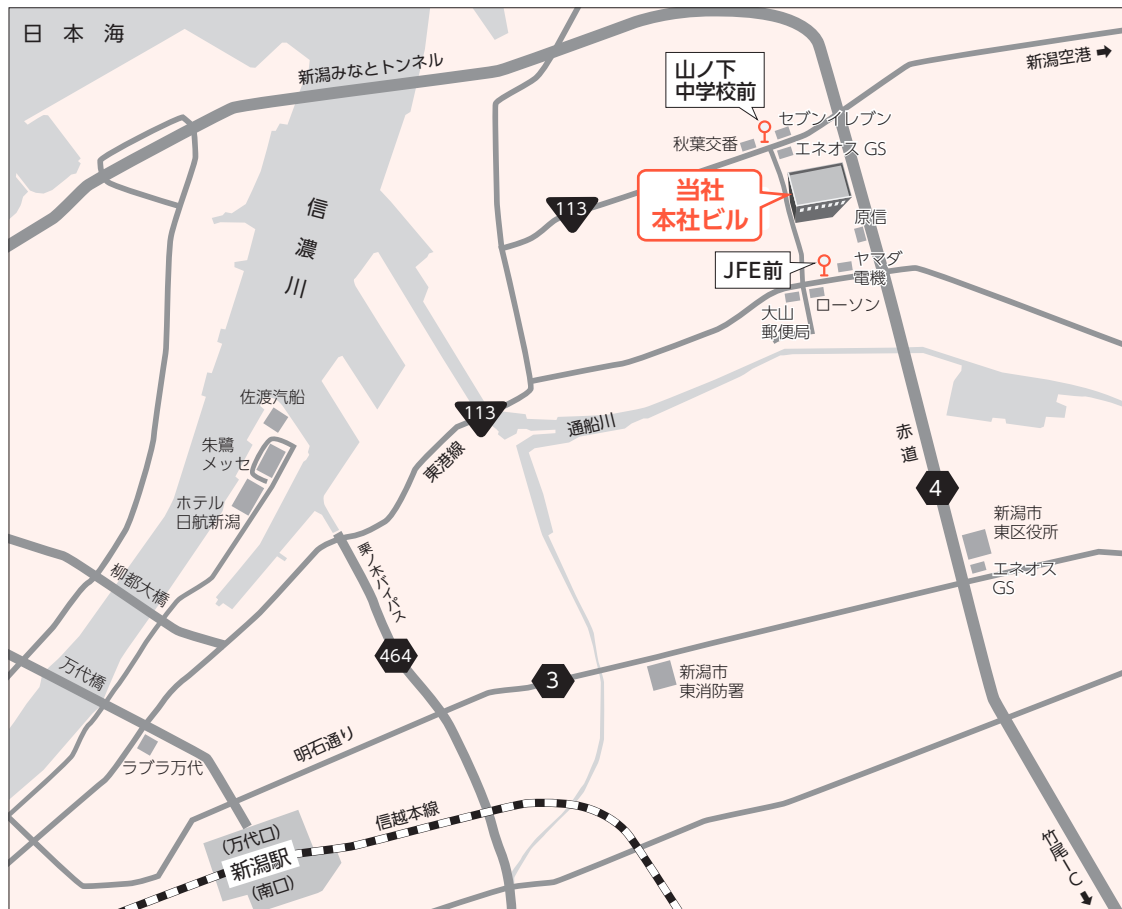 日本海
新潟みなとトンネル
山ノ下
中学校前
新潟空港
セブンイレブン
秋葉交番
エネオス GS
当社
本社ビル
信濃川
113
原信
JFE前
ヤマダ
電機
ローソン
大山
郵便局
佐渡汽船
113
通船川
朱鷺
メッセ
東港線
赤道
4
ホテル
日航新潟
新潟市
東区役所
栗ノ木バイパス
エネオス
GS
柳都大橋
464
3
新潟市
東消防署
万代橋
明石通り
ラブラ万代
信越本線
(万代口)
新潟駅
(南口)
竹尾IC